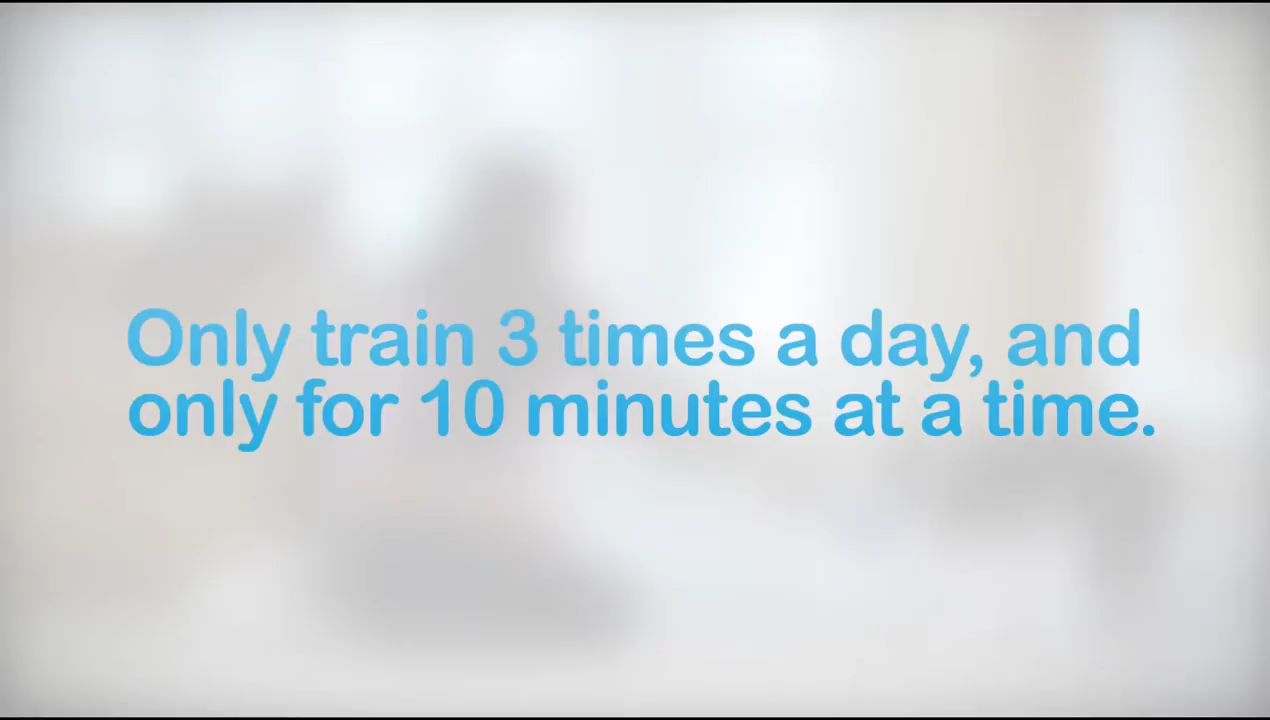 Only train 3 times a day, and
only for 10 minutes at a time.